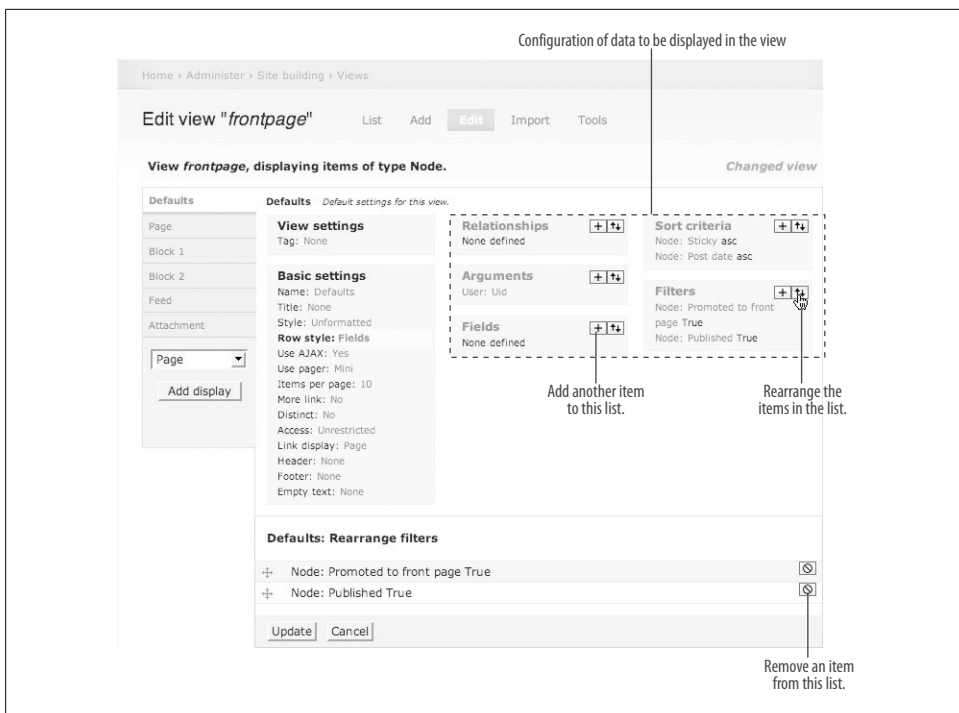 Configuration of data to be displayed in the view
Home › Administer › Site building › Views
Edit view "frontpage"
List
Add
Edit
Import
Tools
View frontpage, displaying items of type Node.
Changed view
Defaults
Page
Block 1
Block 2
Feed
Attachment
Page
Add display
Defaults Default settings for this view.
View settings
Tag: None
Basic settings
Name: Defaults
Title: None
Style: Unformatted
Row style: Fields
Use AJAX: Yes
Use pager: Mini
Items per page: 10
More link: No
Distinct: No
Access: Unrestricted
Link display: Page
Header: None
Footer: None
Empty text: None
Relationships
None defined
Arguments
User: Uid
Fields
None defined
Sort criteria
Node: Sticky asc
Node: Post date asc
Filters
Node: Promoted to front
page True
Node: Published True
Add another item
to this list.
Rearrange the
items in the list.
Defaults: Rearrange filters
Node: Promoted to front page True
Node: Published True
Update
Cancel
Remove an item
from this list.